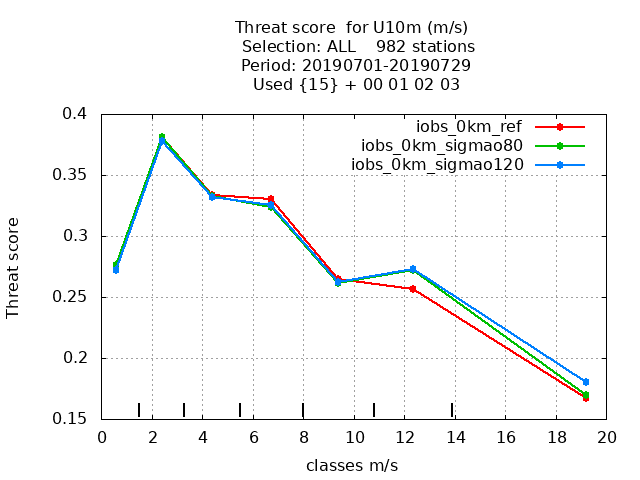 Threat score  for U10m (m/s)
Selection: ALL    982 stations
Period: 20190701-20190729
Used {15} + 00 01 02 03
iobs_0km_ref
iobs_0km_sigmao80
iobs_0km_sigmao120
Threat score
0.4
0.35
0.3
0.25
0.2
0.15
0 2 4 6 8 10 12 14 16 18 20
classes m/s